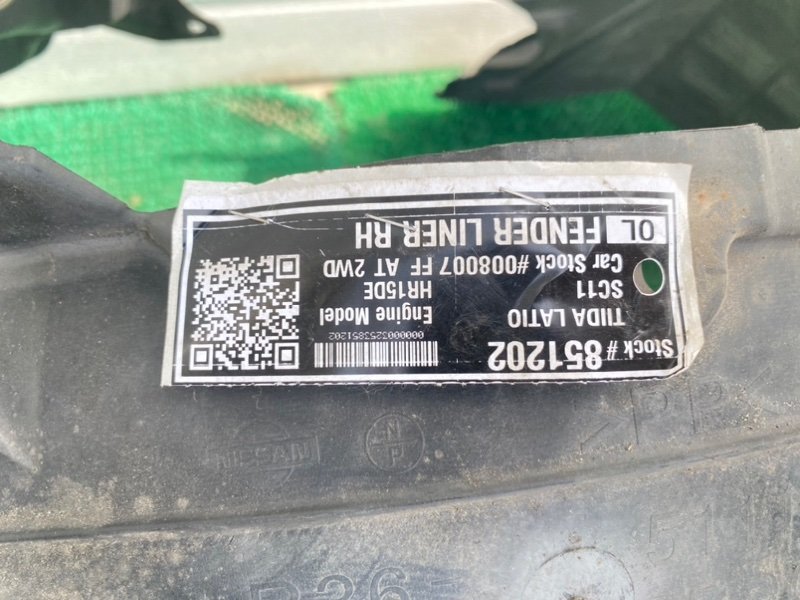 Stock # 851202
TIIDA LATIO
SC11
Engine Model
HR15DE
00000003253851202
Car Stock #008007 FF AT 2WD
OL FENDER LINER RH
NISSAN
N
P
>PP<